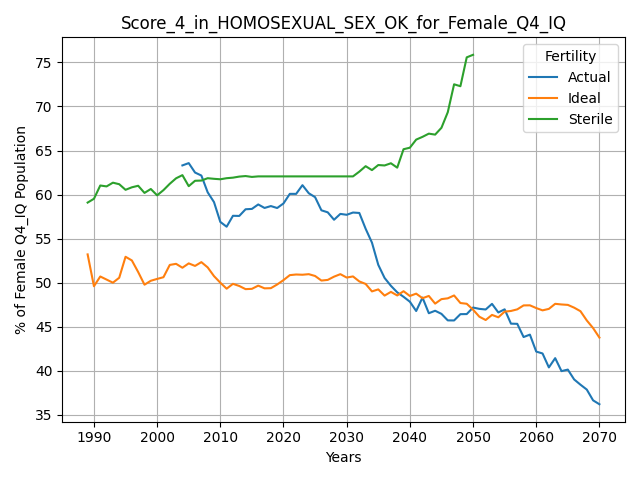 Score_4_in_HOMOSEXUAL_SEX_OK_for_Female_Q4_IQ
Fertility
Actual
Ideal
Sterile
% of Female Q4_IQ Population
75
70
65
60
55
50
45
40
35
1990 2000 2010 2020 2030 2040 2050 2060 2070
Years